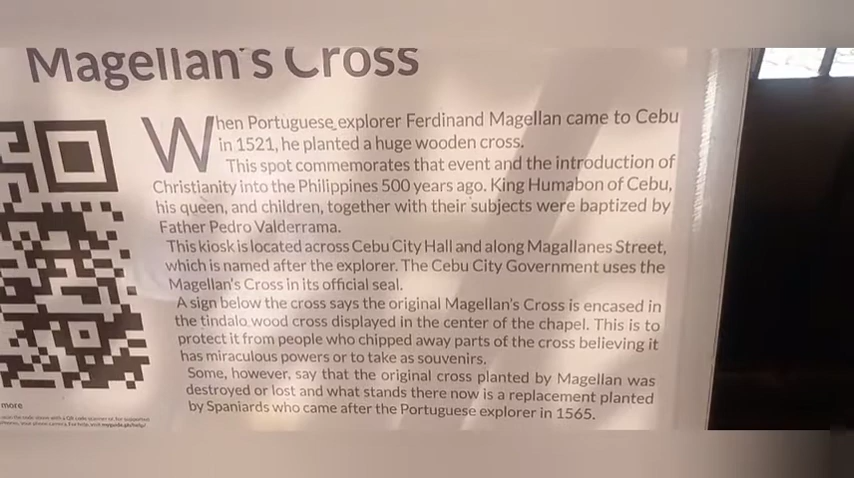 Magellan's Cross
When Portuguese explorer Ferdinand Magellan came to Cebu
in 1521, he planted a huge wooden cross.
This spot commemorates that event and the introduction of
Christianity into the Philippines 500 years ago. King Humabon of Cebu,
his queen, and children, together with their subjects were baptized by
Father Pedro Valderrama.
This kiosk is located across Cebu City Hall and along Magallanes Street,
which is named after the explorer. The Cebu City Government uses the
Magellan's Cross in its official seal.
A sign below the cross says the original Magellan's Cross is encased in
the tindalo wood cross displayed in the center of the chapel. This is to
protect it from people who chipped away parts of the cross believing it
has miraculous powers or to take as souvenirs.
Some, however, say that the original cross planted by Magellan was
destroyed or lost and what stands there now is a replacement planted
by Spaniards who came after the Portuguese explorer in 1565.
more